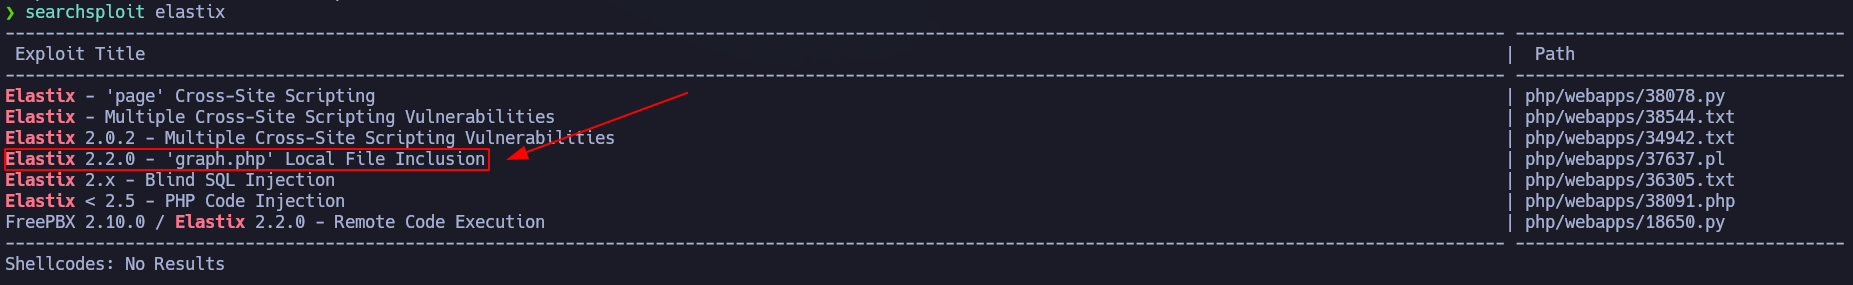 ❯ searchsploit elastix
Exploit Title | Path
Elastix - 'page' Cross-Site Scripting | php/webapps/38078.py
Elastix - Multiple Cross-Site Scripting Vulnerabilities | php/webapps/38544.txt
Elastix 2.0.2 - Multiple Cross-Site Scripting Vulnerabilities | php/webapps/34942.txt
Elastix 2.2.0 - 'graph.php' Local File Inclusion | php/webapps/37637.pl
Elastix 2.x - Blind SQL Injection | php/webapps/36305.txt
Elastix < 2.5 - PHP Code Injection | php/webapps/38091.php
FreePBX 2.10.0 / Elastix 2.2.0 - Remote Code Execution | php/webapps/18650.py
Shellcodes: No Results